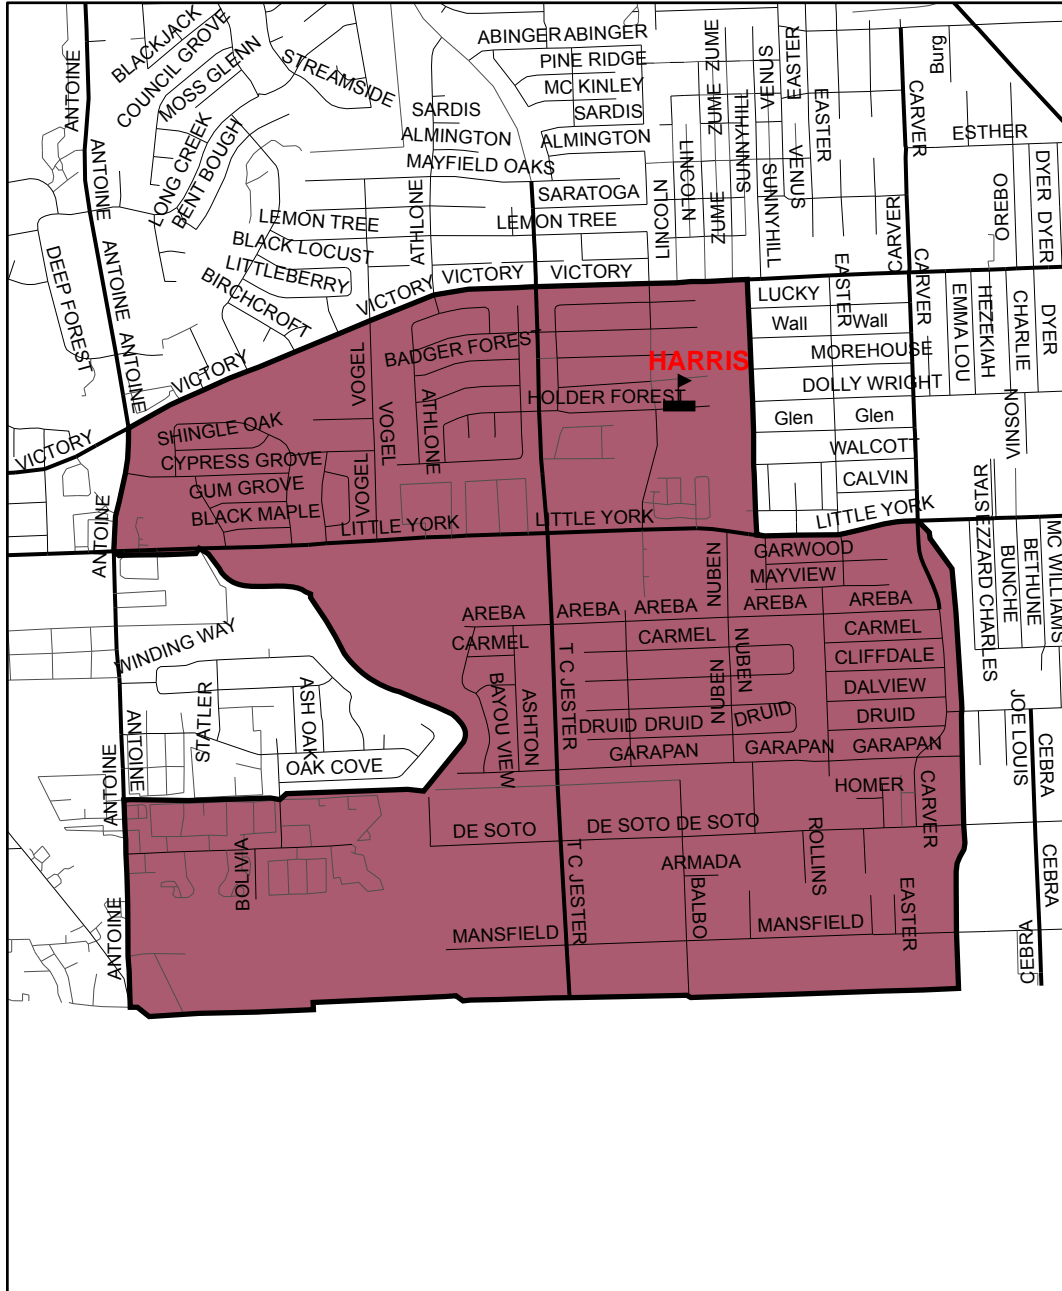 BLACKJACK
COUNCIL GROVE
MOSS GLENN
STREAMSIDE
ABINGER ABINGER
PINE RIDGE
MC KINLEY
SARDIS
SARDIS
ALMINGTON
ALMINGTON
MAYFIELD OAKS
SARATOGA
LEMON TREE
LEMON TREE
BLACK LOCUST
LITTLEBERRY
BIRCHCROFT
LONG CREEK
BENT BOUGH
DEEP FOREST
ANTOINE
ANTOINE
ANTOINE
ANTOINE
ATHLONE
LINCOLN
LINCOLN
ZUME
ZUME
ZUME
SUNNYHILL
SUNNYHILL
VENUS
VENUS
EASTER
EASTER
EASTER
Burg
CARVER
CARVER
CARVER
ESTHER
OREBO
DYER
DYER
DYER
VICTORY
VICTORY
VICTORY
VICTORY
VICTORY
LUCKY
Wall
Wall
MOREHOUSE
DOLLY WRIGHT
Glen
Glen
WALCOTT
CALVIN
LITTLE YORK
EMMA LOU
HEZEKIAH
CHARLIE
VINSON
HARRIS
BADGER FOREST
HOLDER FOREST
VOGEL
VOGEL
VOGEL
ATHLONE
SHINGLE OAK
CYPRESS GROVE
GUM GROVE
BLACK MAPLE
LITTLE YORK
LITTLE YORK
ANTOINE
GARWOOD
MAYVIEW
NUBEN
NUBEN
NUBEN
AREBA
AREBA
AREBA
AREBA
AREBA
CARMEL
CARMEL
CARMEL
CLIFFDALE
DALVIEW
DRUID
DRUID
DRUID
DRUID
GARAPAN
GARAPAN
GARAPAN
T C JESTER
T C JESTER
BAYOU VIEW
ASHTON
WINDING WAY
STATLER
ASH OAK
OAK COVE
ANTOINE
ANTOINE
ANTOINE
HOMER
CARVER
DE SOTO
DE SOTO
DE SOTO
ROLLINS
ARMADA
BALBO
BOLIVIA
MANSFIELD
MANSFIELD
EASTER
STAR
EZZARD CHARLES
BUNCHE
BETHUNE
MC WILLIAMS
JOE LOUIS
CEBRA
CEBRA
CEBRA